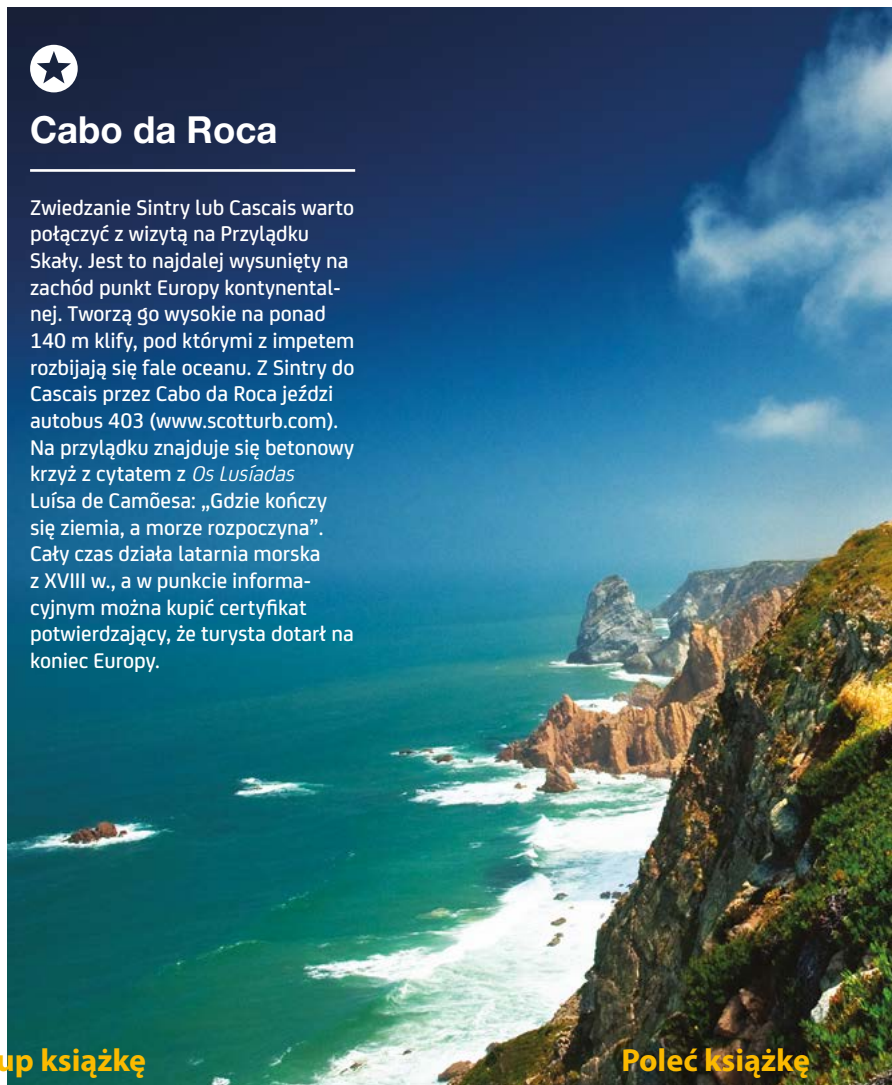 Cabo da Roca
Zwiedzanie Sintry lub Cascais warto
połączyć z wizytą na Przylądku
Skały. Jest to najdalej wysunięty na
zachód punkt Europy kontynental-
nej. Tworzą go wysokie na ponad
140 m klify, pod którymi z impetem
rozbijają się fale oceanu. Z Sintry do
Cascais przez Cabo da Roca jeździ
autobus 403 (www.scotturb.com).
Na przylądku znajduje się betonowy
krzyż z cytatem z Os Lusíadas
Luísa de Camõesa: „Gdzie kończy
się ziemia, a morze rozpoczyna”.
Cały czas działa latarnia morska
z XVIII w., a w punkcie informa-
cyjnym można kupić certyfikat
potwierdzający, że turysta dotarł na
koniec Europy.
up książkę
Poleć książkę